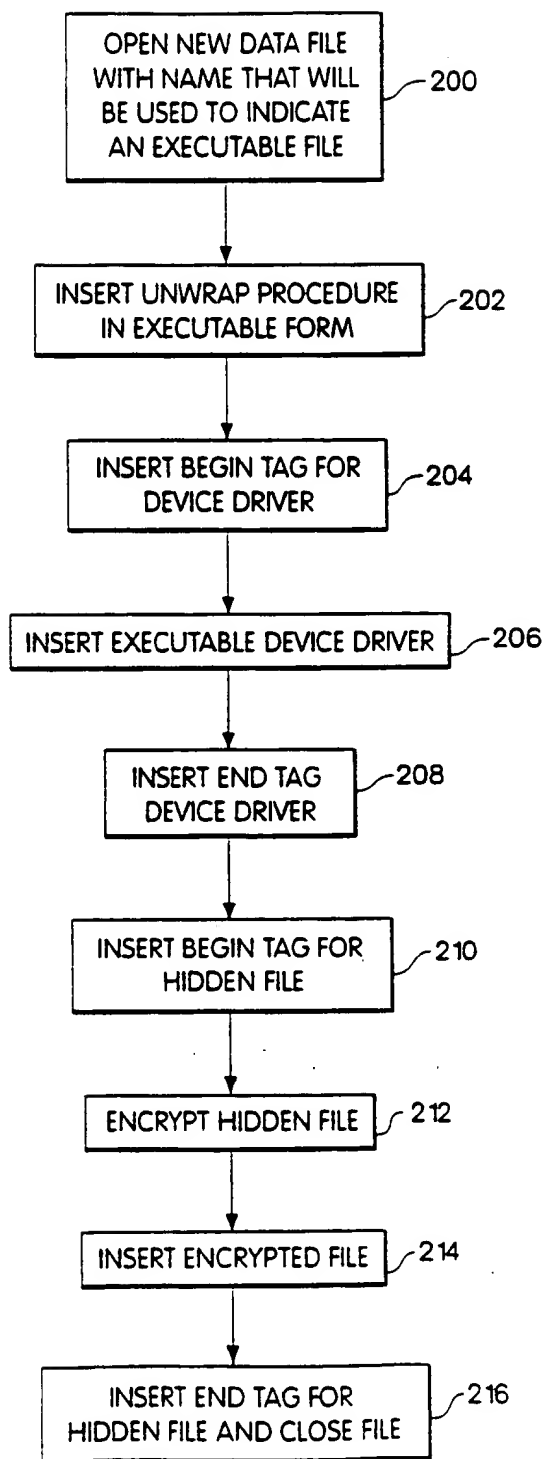 OPEN NEW DATA FILE
WITH NAME THAT WILL
BE USED TO INDICATE
AN EXECUTABLE FILE
200
INSERT UNWRAP PROCEDURE
IN EXECUTABLE FORM
202
INSERT BEGIN TAG FOR
DEVICE DRIVER
204
INSERT EXECUTABLE DEVICE DRIVER
206
INSERT END TAG
DEVICE DRIVER
208
INSERT BEGIN TAG FOR
HIDDEN FILE
210
ENCRYPT HIDDEN FILE
212
INSERT ENCRYPTED FILE
214
INSERT END TAG FOR
HIDDEN FILE AND CLOSE FILE
216